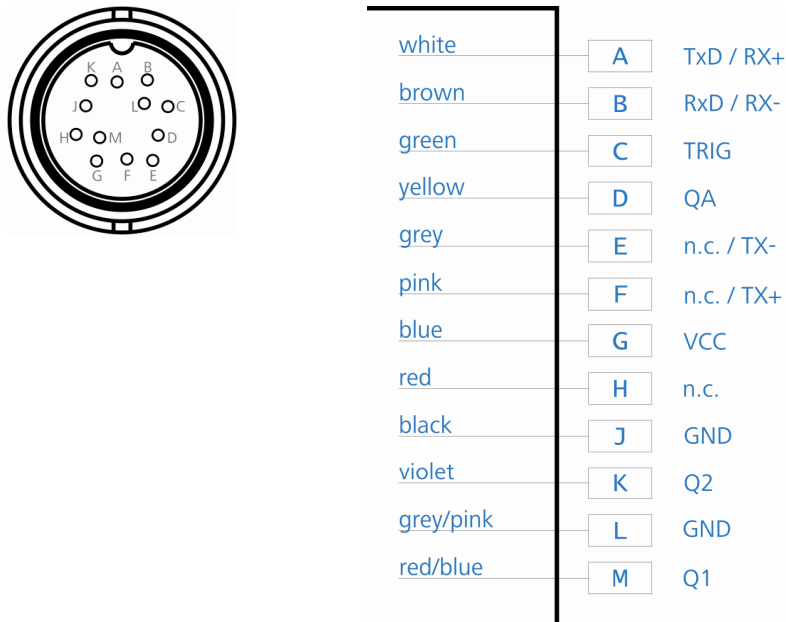 K A B
J L C
H M D
G F E
white A TxD / RX+
brown B RxD / RX-
green C TRIG
yellow D QA
grey E n.c. / TX-
pink F n.c. / TX+
blue G VCC
red H n.c.
black J GND
violet K Q2
grey/pink L GND
red/blue M Q1